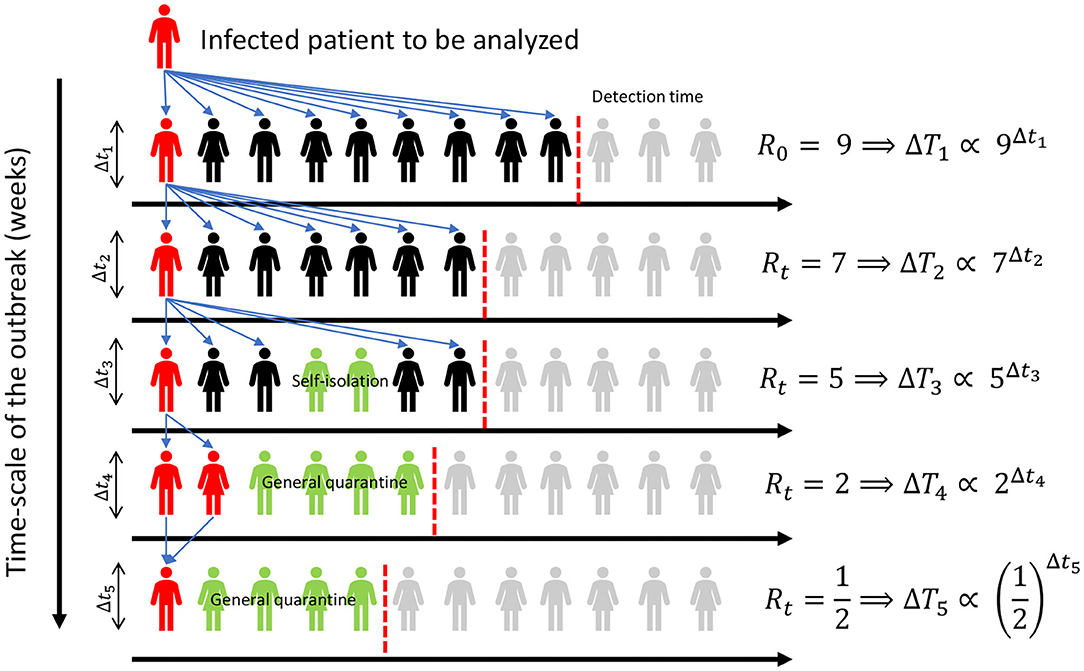 Infected patient to be analyzed
Time-scale of the outbreak (weeks)
Detection time
Δt₁
R₀ = 9 ⟹ ΔT₁ ∝ 9^Δt₁
Δt₂
Rₜ = 7 ⟹ ΔT₂ ∝ 7^Δt₂
Δt₃
Self-isolation
Rₜ = 5 ⟹ ΔT₃ ∝ 5^Δt₃
Δt₄
General quarantine
Rₜ = 2 ⟹ ΔT₄ ∝ 2^Δt₄
Δt₅
General quarantine
Rₜ = 1/2 ⟹ ΔT₅ ∝ (1/2)^Δt₅